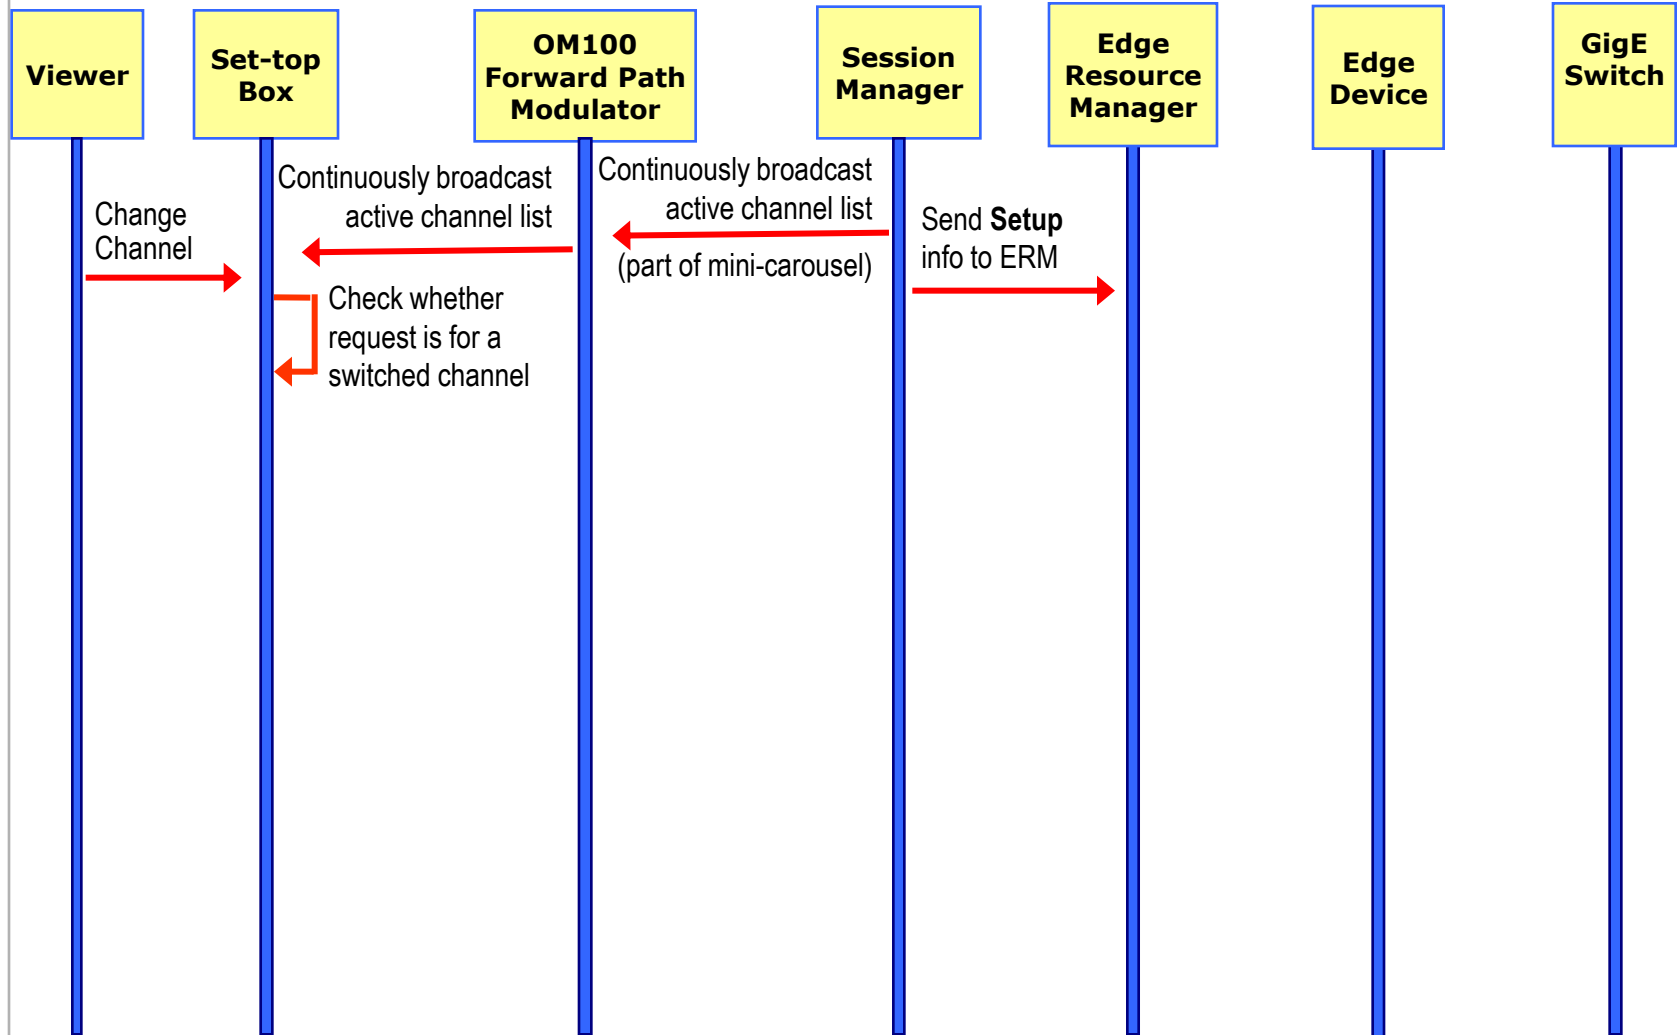 Viewer
Set-top
Box
OM100
Forward Path
Modulator
Session
Manager
Edge
Resource
Manager
Edge
Device
GigE
Switch
Change
Channel
Continuously broadcast
active channel list
Continuously broadcast
active channel list
(part of mini-carousel)
Send Setup
info to ERM
Check whether
request is for a
switched channel